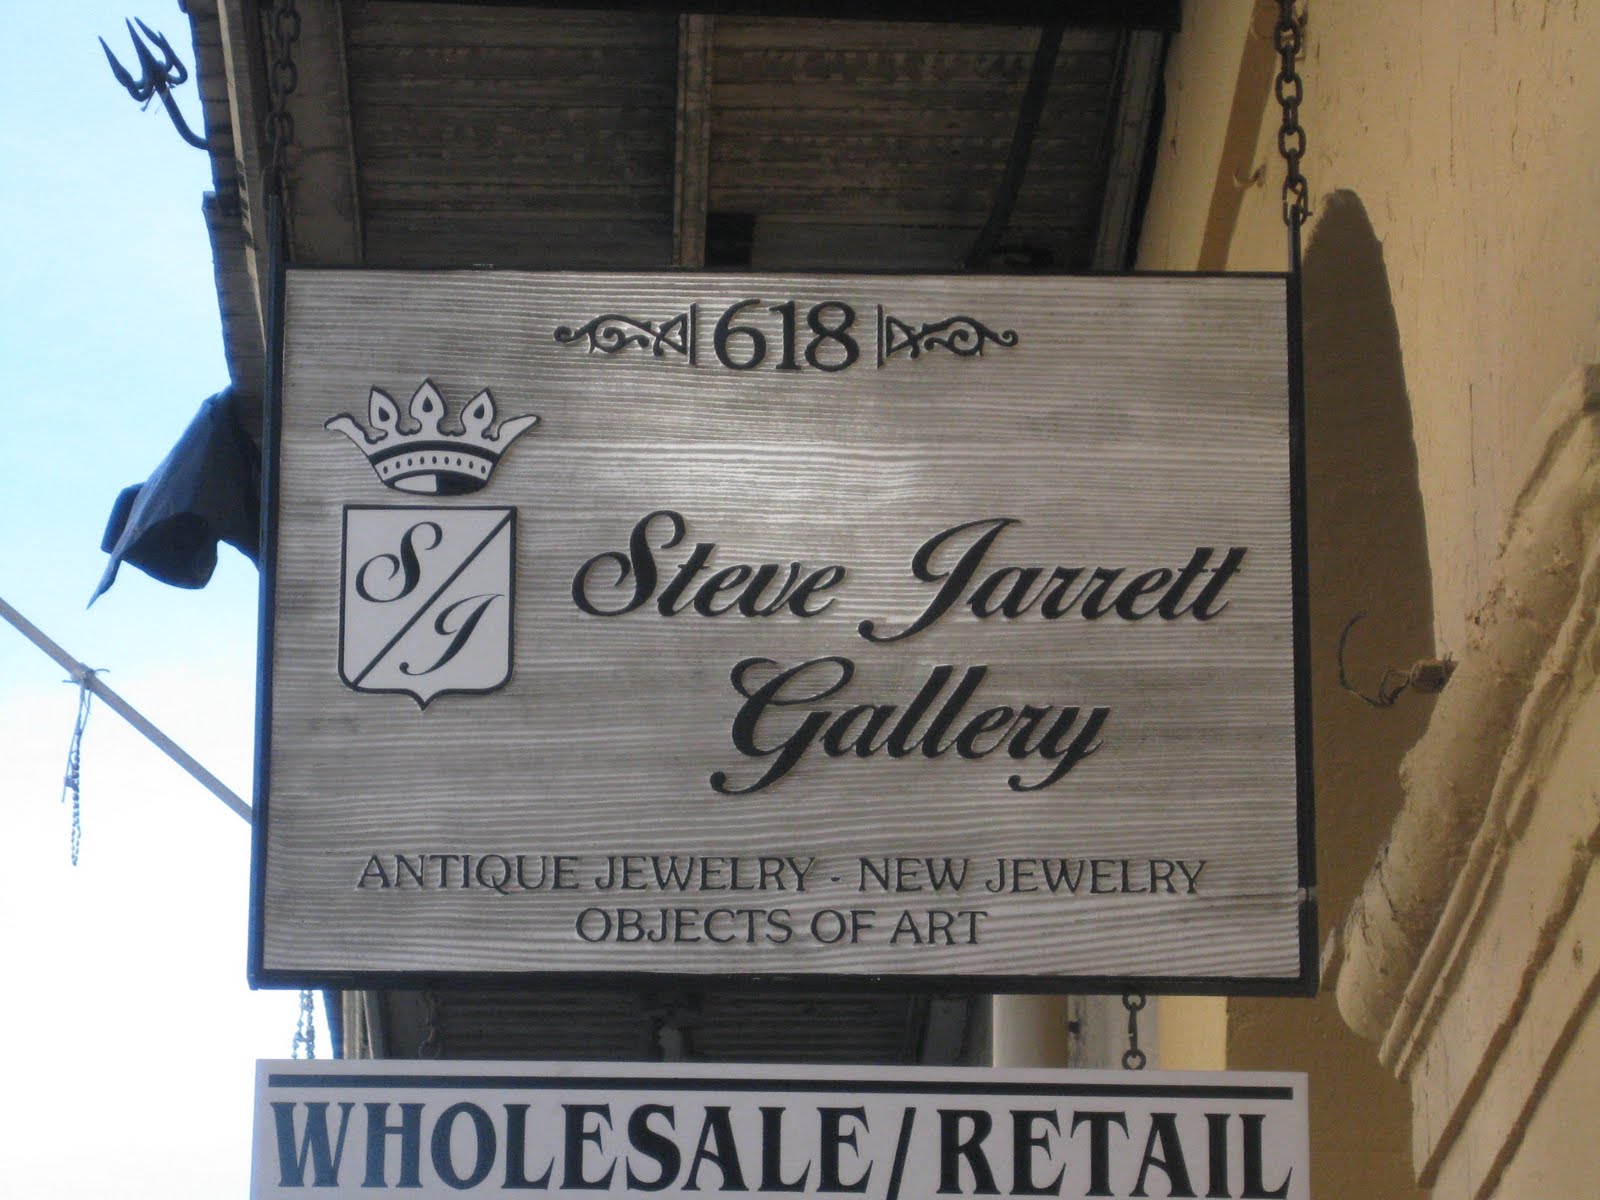 618
S/J
Steve Jarrett
Gallery
ANTIQUE JEWELRY - NEW JEWELRY
OBJECTS OF ART
WHOLESALE/RETAIL